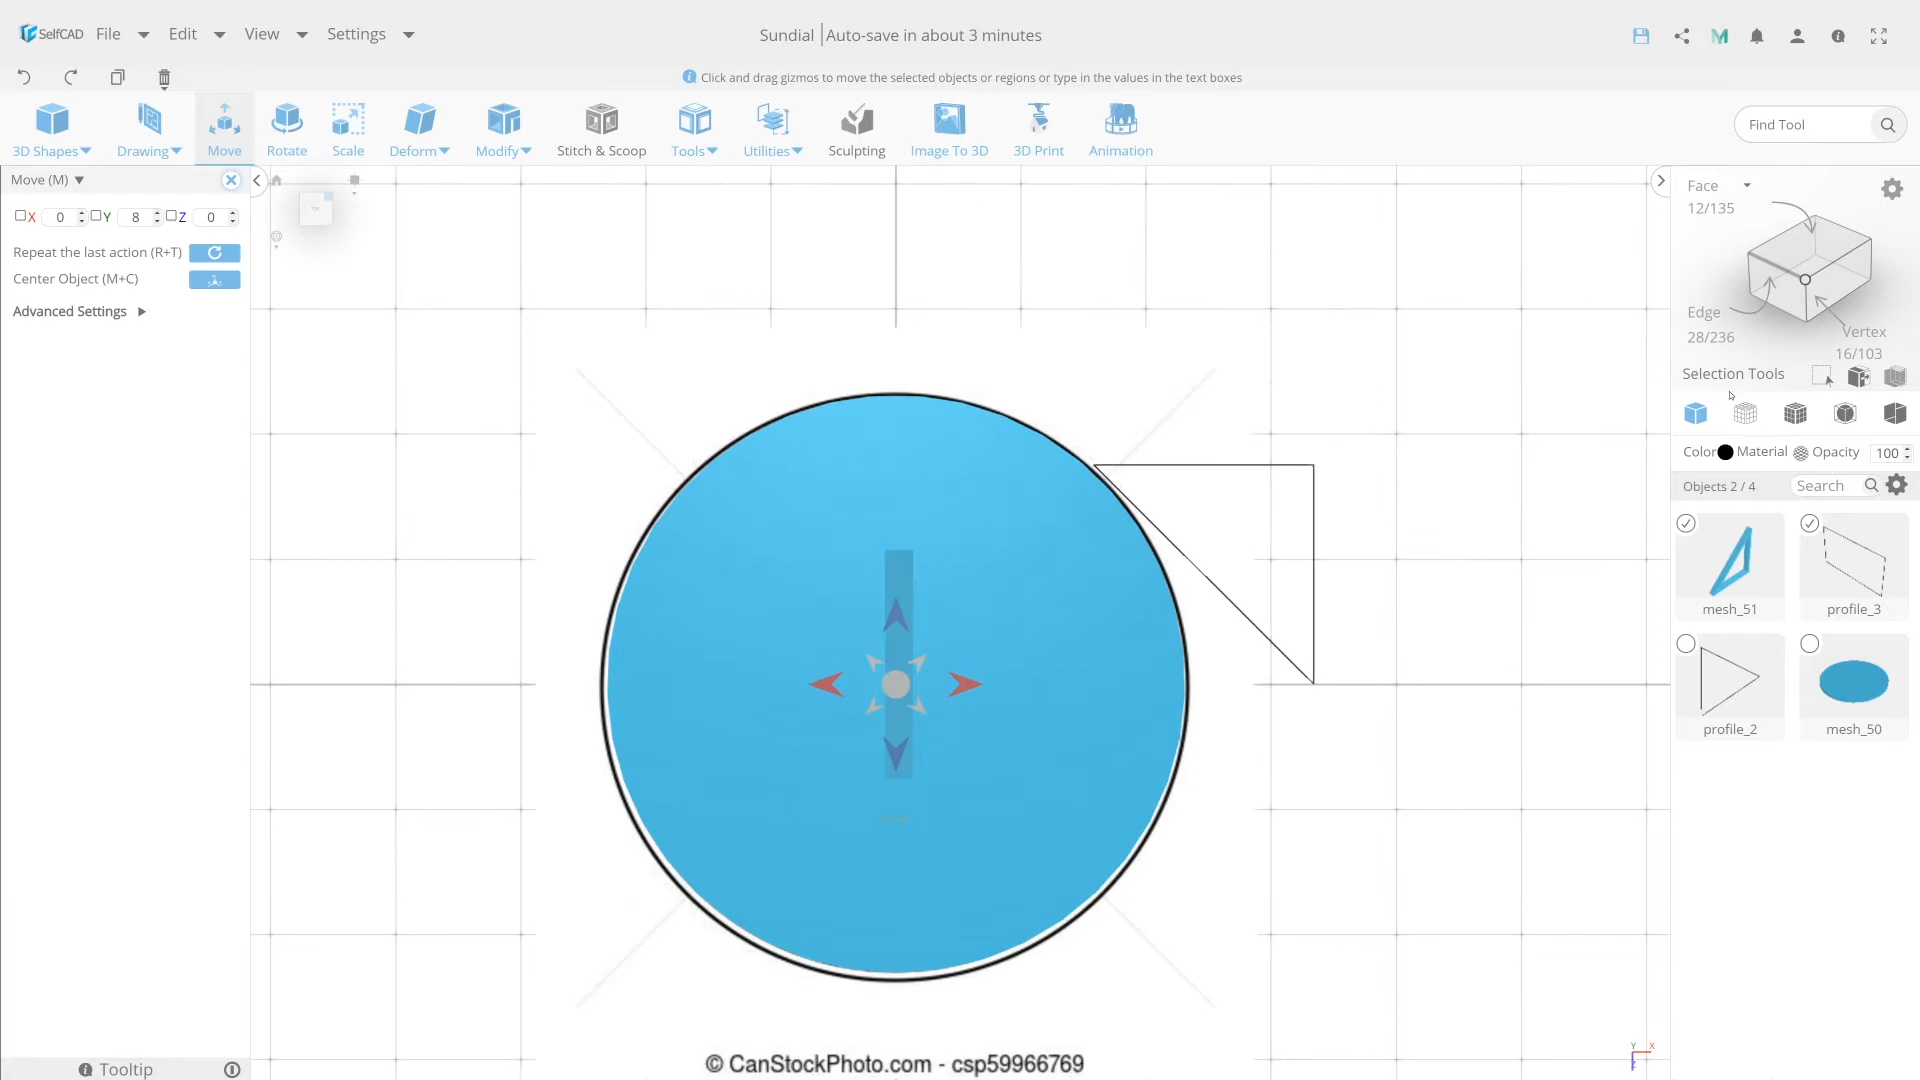 SelfCAD File Edit View Settings
Sundial |Auto-save in about 3 minutes
Click and drag gizmos to move the selected objects or regions or type in the values in the text boxes
3D Shapes Drawing Move Rotate Scale Deform Modify Stitch & Scoop Tools Utilities Sculpting Image To 3D 3D Print Animation
Find Tool
Move (M)
X 0 Y 8 Z 0
Repeat the last action (R+T)
Center Object (M+C)
Advanced Settings
Tooltip
Face
12/135
Edge
28/236
Vertex
16/103
Selection Tools
Color Material Opacity 100
Objects 2 / 4 Search
mesh_51 profile_3
profile_2 mesh_50
© CanStockPhoto.com - csp59966769
Y X